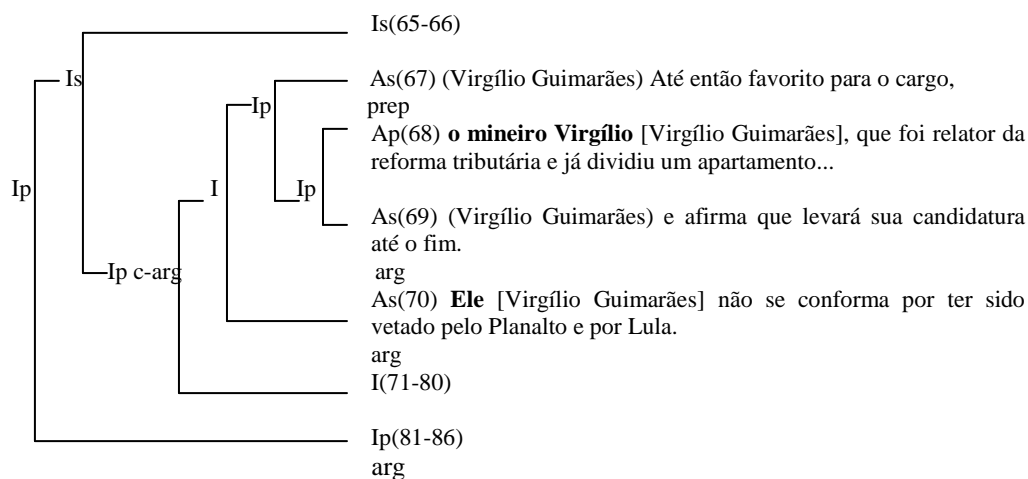 Is(65-66)
Is
As(67) (Virgílio Guimarães) Até então favorito para o cargo,
Ip
prep
Ap(68) o mineiro Virgílio [Virgílio Guimarães], que foi relator da
reforma tributária e já dividiu um apartamento...
Ip
I
Ip
As(69) (Virgílio Guimarães) e afirma que levará sua candidatura
até o fim.
Ip c-arg
arg
As(70) Ele [Virgílio Guimarães] não se conforma por ter sido
vetado pelo Planalto e por Lula.
arg
I(71-80)
Ip(81-86)
arg